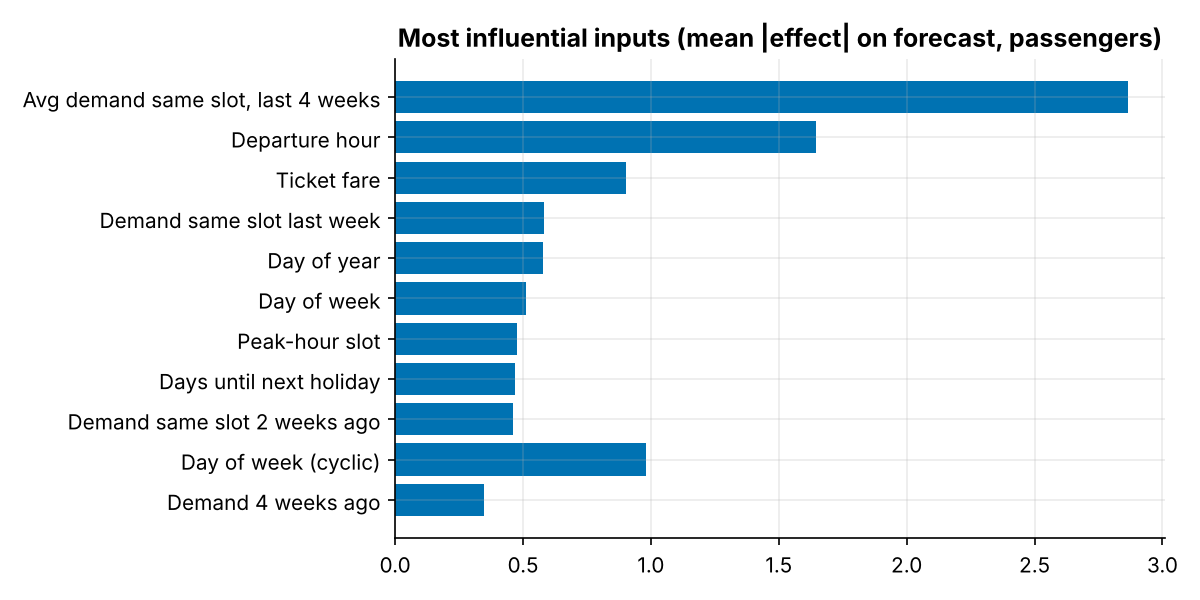 Most influential inputs (mean |effect| on forecast, passengers)
Avg demand same slot, last 4 weeks
Departure hour
Ticket fare
Demand same slot last week
Day of year
Day of week
Peak-hour slot
Days until next holiday
Demand same slot 2 weeks ago
Day of week (cyclic)
Demand 4 weeks ago
0.0 0.5 1.0 1.5 2.0 2.5 3.0